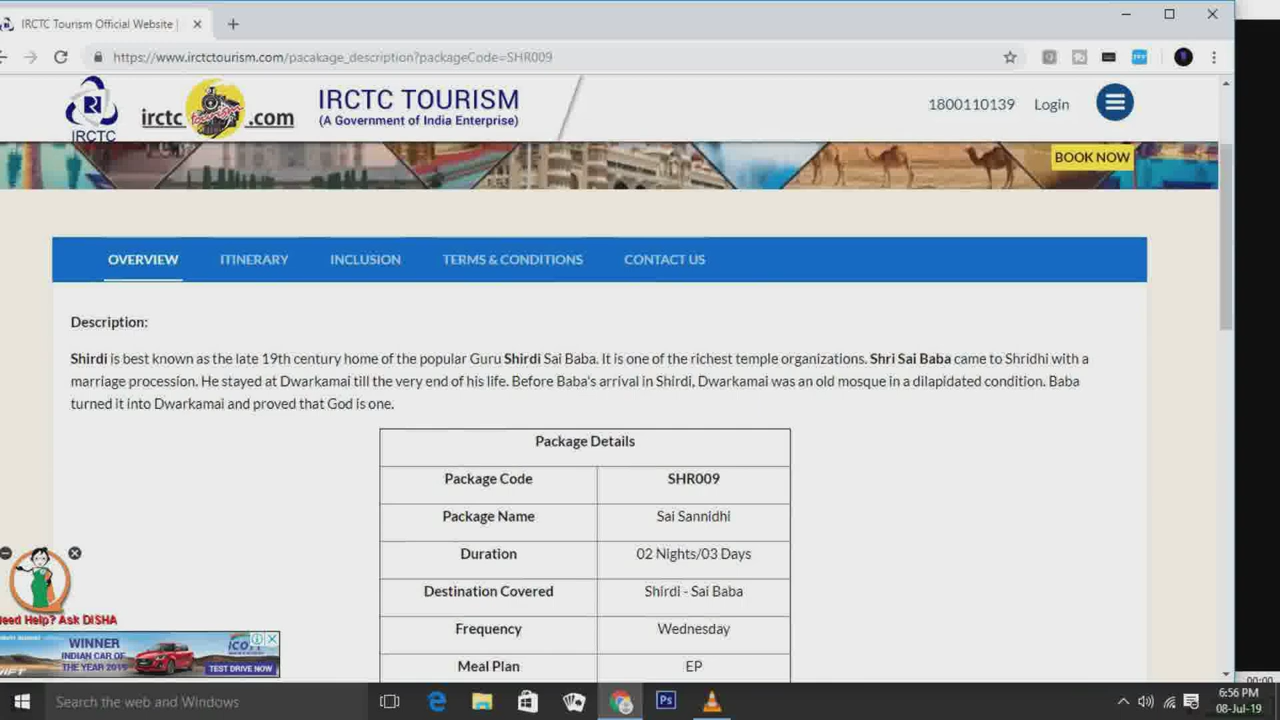 IRCTC Tourism Official Website |
https://www.irctctourism.com/pacakage_description?packageCode=SHR009
IRCTC
irctc
.com
IRCTC TOURISM
(A Government of India Enterprise)
1800110139
Login
BOOK NOW
OVERVIEW
ITINERARY
INCLUSION
TERMS & CONDITIONS
CONTACT US
Description:
Shirdi is best known as the late 19th century home of the popular Guru Shirdi Sai Baba. It is one of the richest temple organizations. Shri Sai Baba came to Shridhi with a
marriage procession. He stayed at Dwarkamai till the very end of his life. Before Baba's arrival in Shirdi, Dwarkamai was an old mosque in a dilapidated condition. Baba
turned it into Dwarkamai and proved that God is one.
Package Details
Package Code SHR009
Package Name Sai Sannidhi
Duration 02 Nights/03 Days
Destination Covered Shirdi - Sai Baba
Frequency Wednesday
Meal Plan EP
eed Help? Ask DISHA
WINNER
INDIAN CAR OF
THE YEAR 2019
TEST DRIVE NOW
Search the web and Windows
Ps
00:00
6:56 PM
08-Jul-19